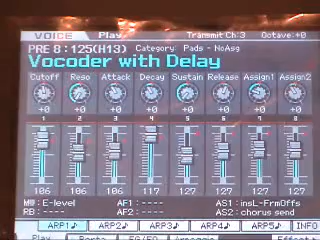 VOICE Play Transmit Ch:3 Octave:+0
PRE 8:125(H13) Category: Pads - NoAsg
Vocoder with Delay
Cutoff Reso Attack Decay Sustain Release Assign1 Assign2
+0 +0 +0 +0 +0 +0 +0 +0
1 2 3 4 5 6 7 8
106 106 106 117 127 127 127 127
MW: E-level AF1:---- AS1: insL-FrmOffs
RB:---- AF2:---- AS2: chorus send
ARP1 ARP2 ARP3 ARP4 ARP5 INFO
Play Porta EG/EQ Arpeggio